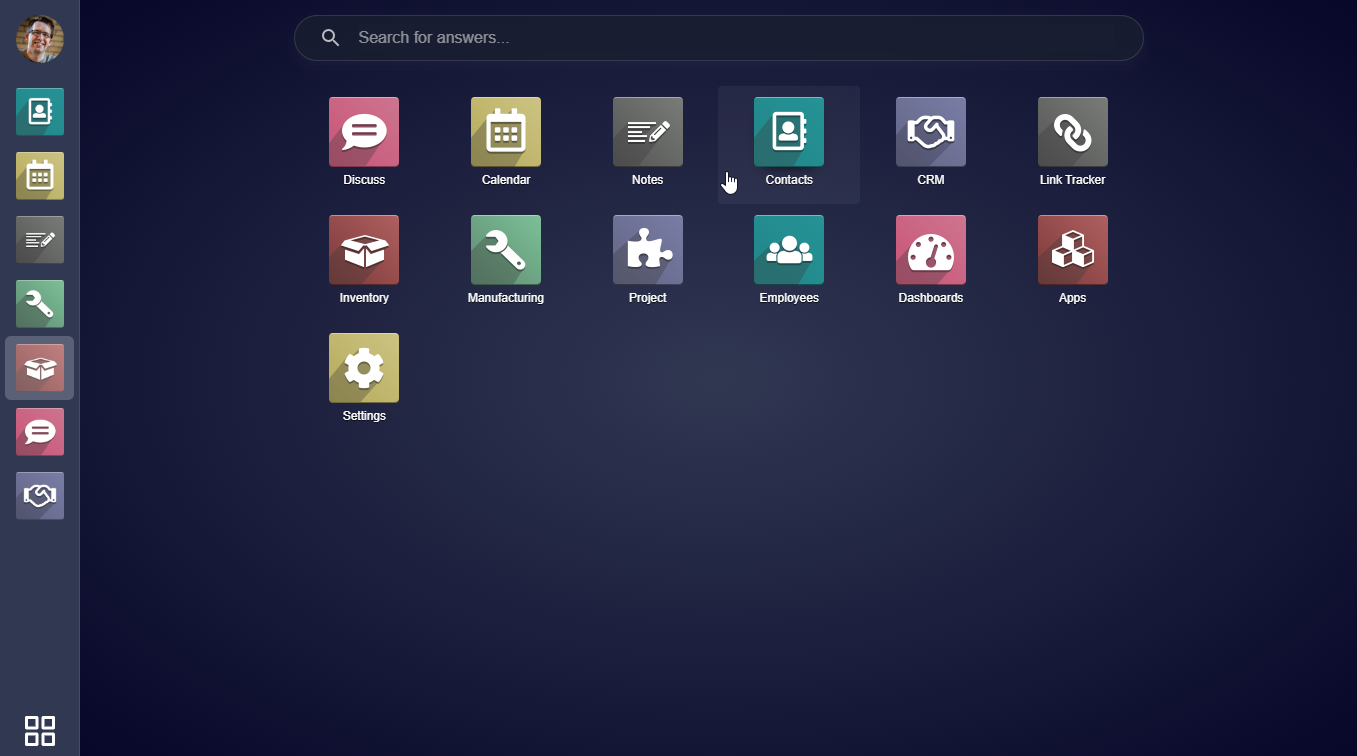 Search for answers...
Discuss
Calendar
Notes
Contacts
CRM
Link Tracker
Inventory
Manufacturing
Project
Employees
Dashboards
Apps
Settings